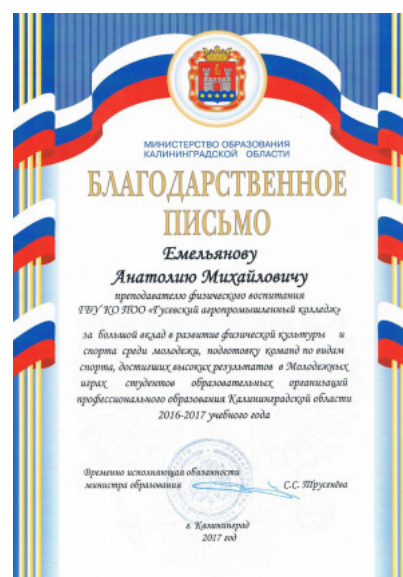 МИНИСТЕРСТВО ОБРАЗОВАНИЯ
КАЛИНИНГРАДСКОЙ ОБЛАСТИ
БЛАГОДАРСТВЕННОЕ
ПИСЬМО
Емельянову
Анатолию Михайловичу
преподавателю физического воспитания
ГБУ КО ПОО «Гусевский агропромышленный колледж»
за большой вклад в развитие физической культуры и
спорта среди молодежи, подготовку команд по видам
спорта, достигших высоких результатов в Молодежных
играх студентов образовательных организаций
профессионального образования Калининградской области
2016-2017 учебного года
Временно исполняющая обязанности
министра образования С.С. Трусенёва
г. Калининград
2017 год